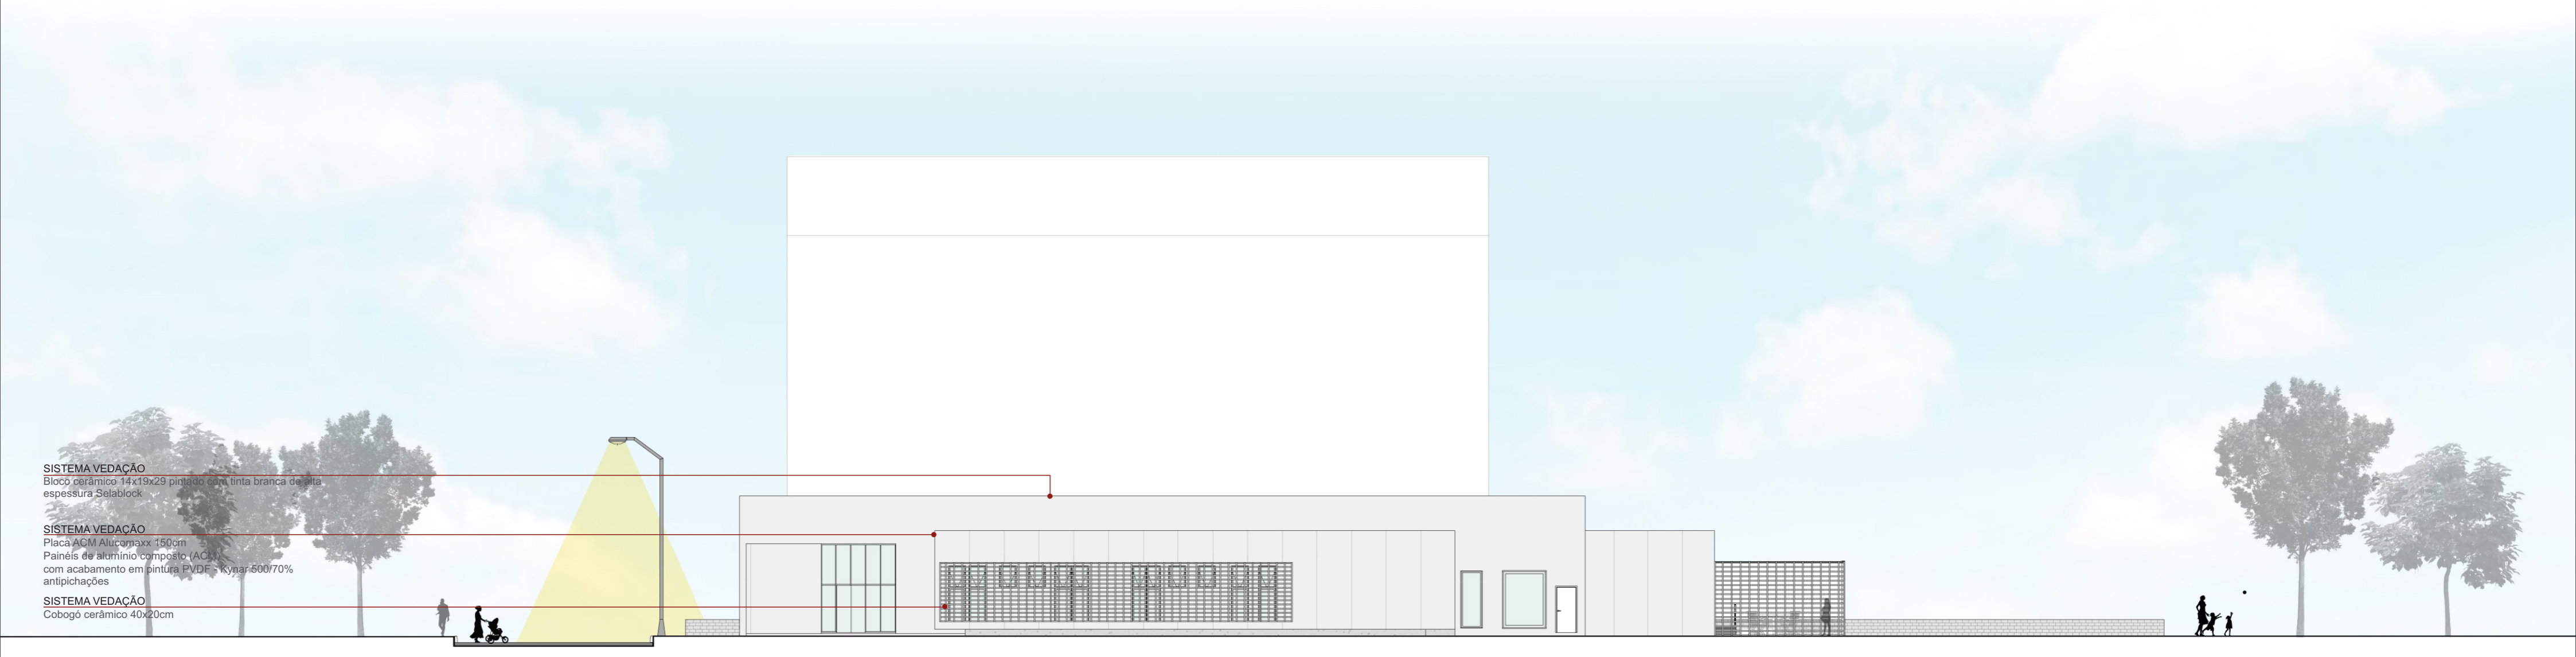 SISTEMA VEDAÇÃO
Bloco cerâmico 14x19x29 pintado com tinta branca de alta
espessura Selablock
SISTEMA VEDAÇÃO
Placa ACM Alucomaxx 150cm
Painéis de alumínio composto (ACM)
com acabamento em pintura PVDF - Kynar 500/70%
antipichações
SISTEMA VEDAÇÃO
Cobogó cerâmico 40x20cm